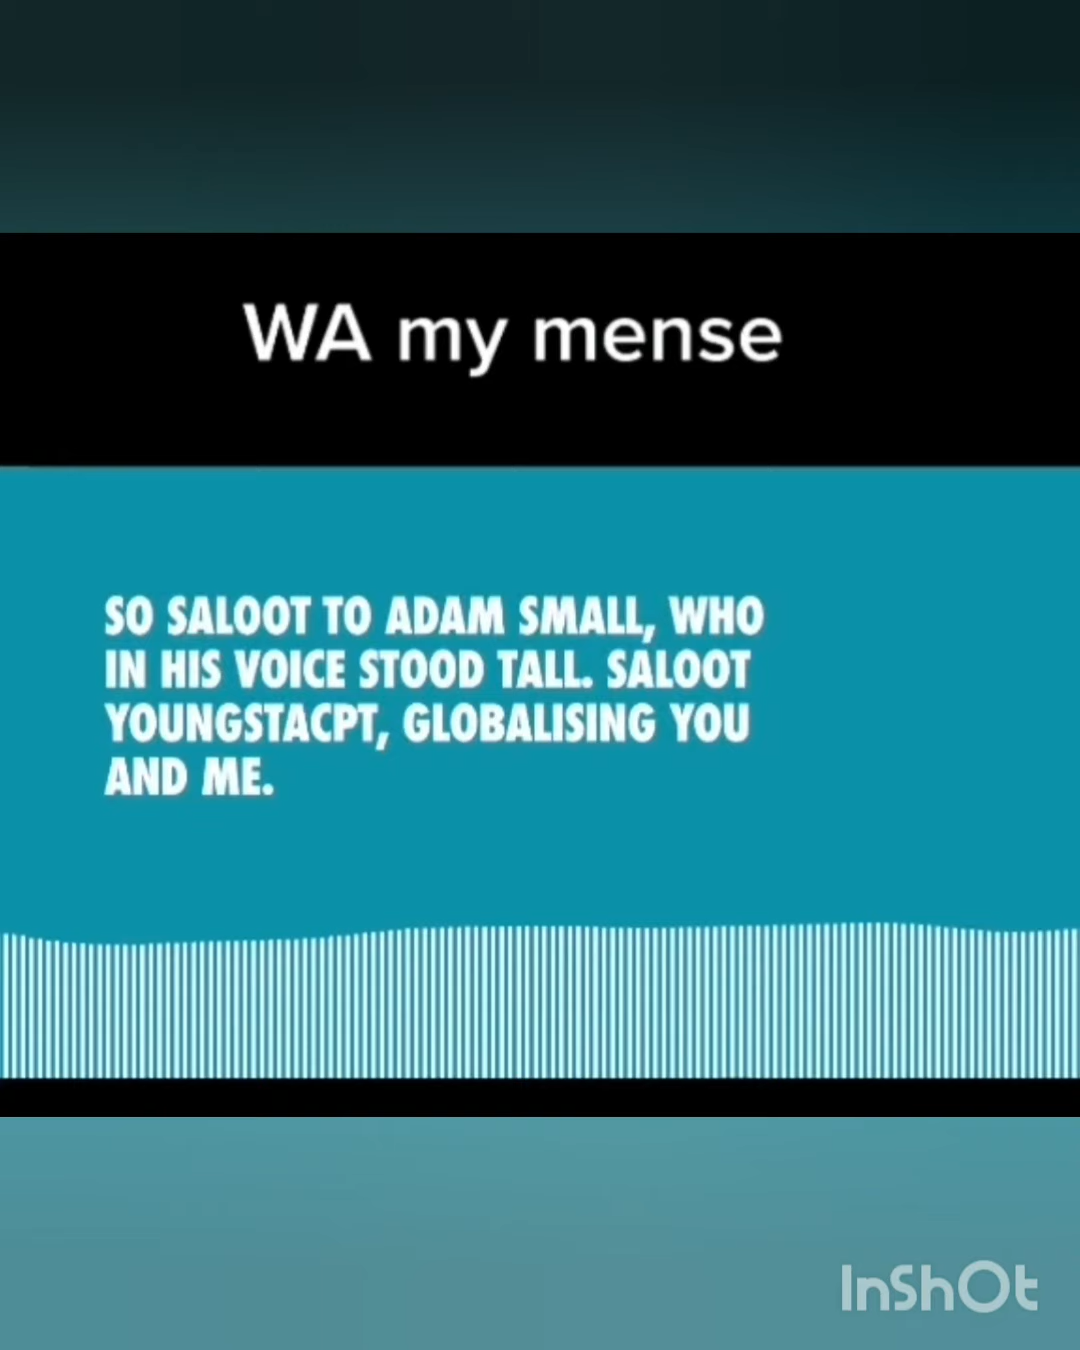 WA my mense
SO SALOOT TO ADAM SMALL, WHO
IN HIS VOICE STOOD TALL. SALOOT
YOUNGSTACPT, GLOBALISING YOU
AND ME.
InShOt